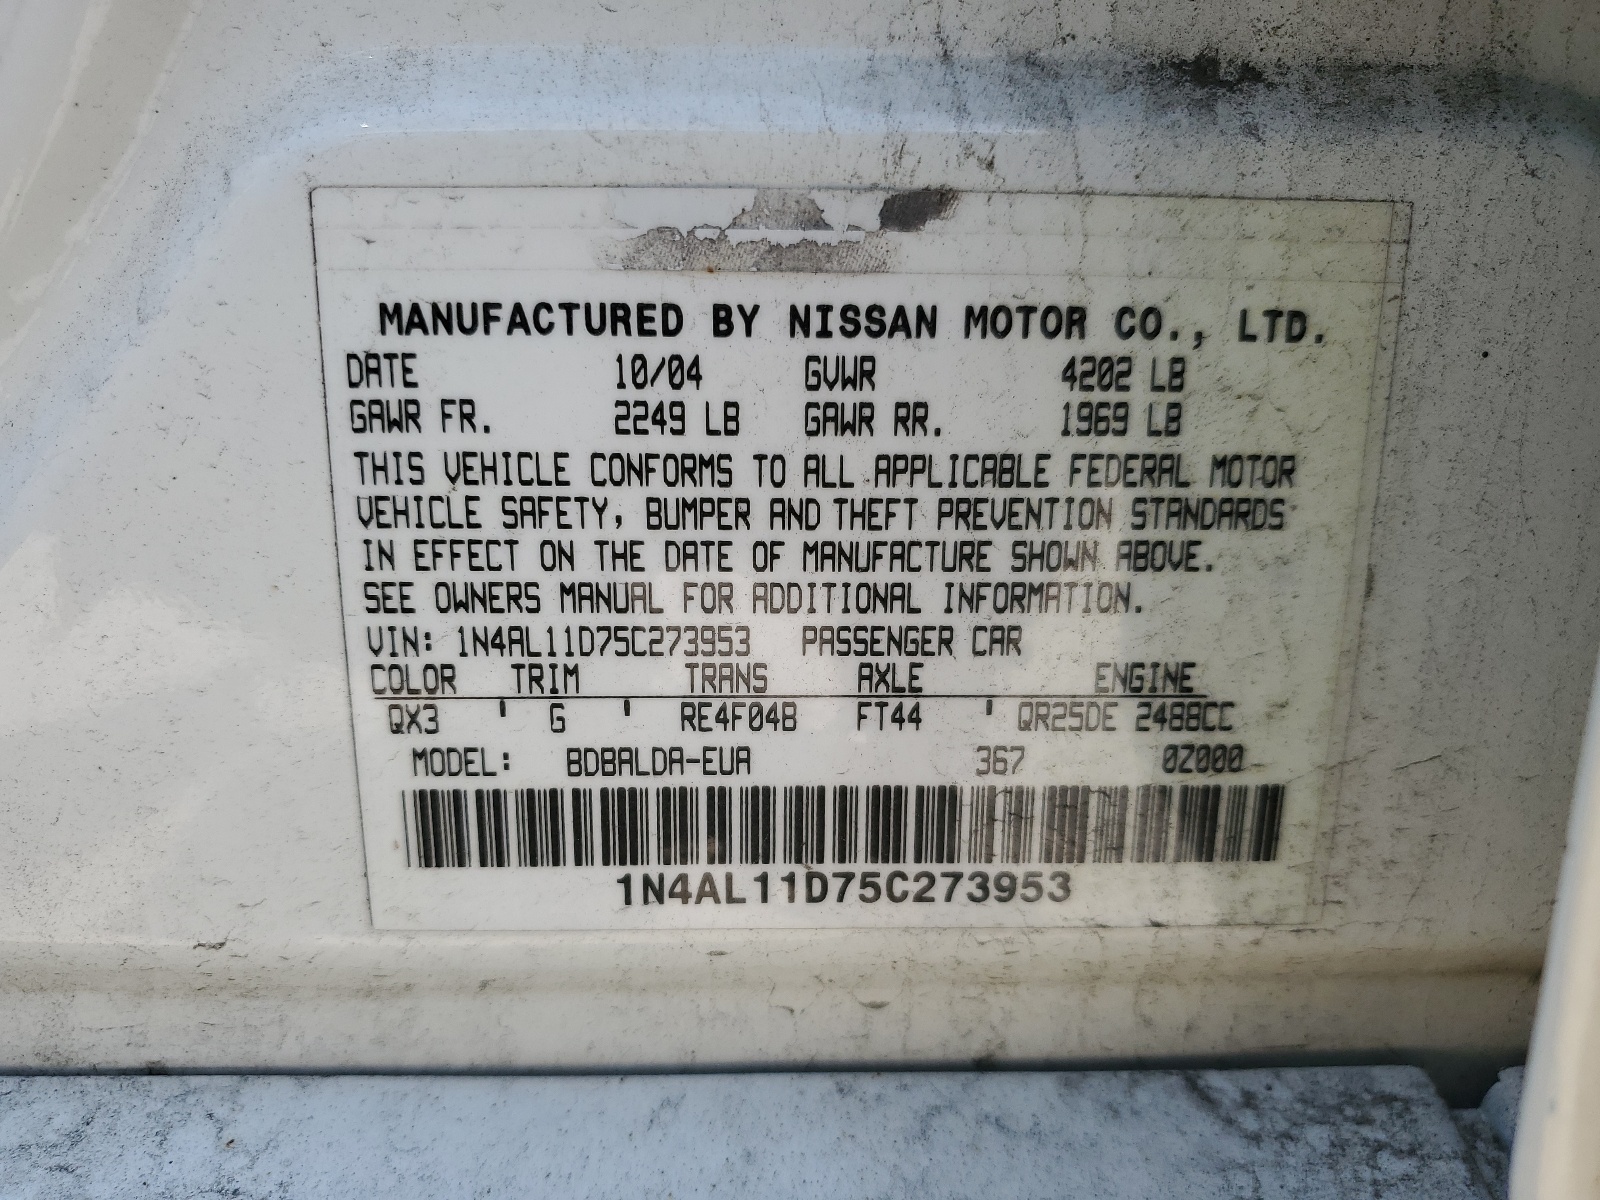 MANUFACTURED BY NISSAN MOTOR CO., LTD.
DATE 10/04 GVWR 4202 LB
GAWR FR. 2249 LB GAWR RR. 1969 LB
THIS VEHICLE CONFORMS TO ALL APPLICABLE FEDERAL MOTOR
VEHICLE SAFETY, BUMPER AND THEFT PREVENTION STANDARDS
IN EFFECT ON THE DATE OF MANUFACTURE SHOWN ABOVE.
SEE OWNERS MANUAL FOR ADDITIONAL INFORMATION.
VIN: 1N4AL11D75C273953 PASSENGER CAR
COLOR TRIM TRANS AXLE ENGINE
QX3 ' G ' RE4F04B FT44 ' QR25DE 2488CC
MODEL: BDBALDA-EUA 367 0Z000
1N4AL11D75C273953